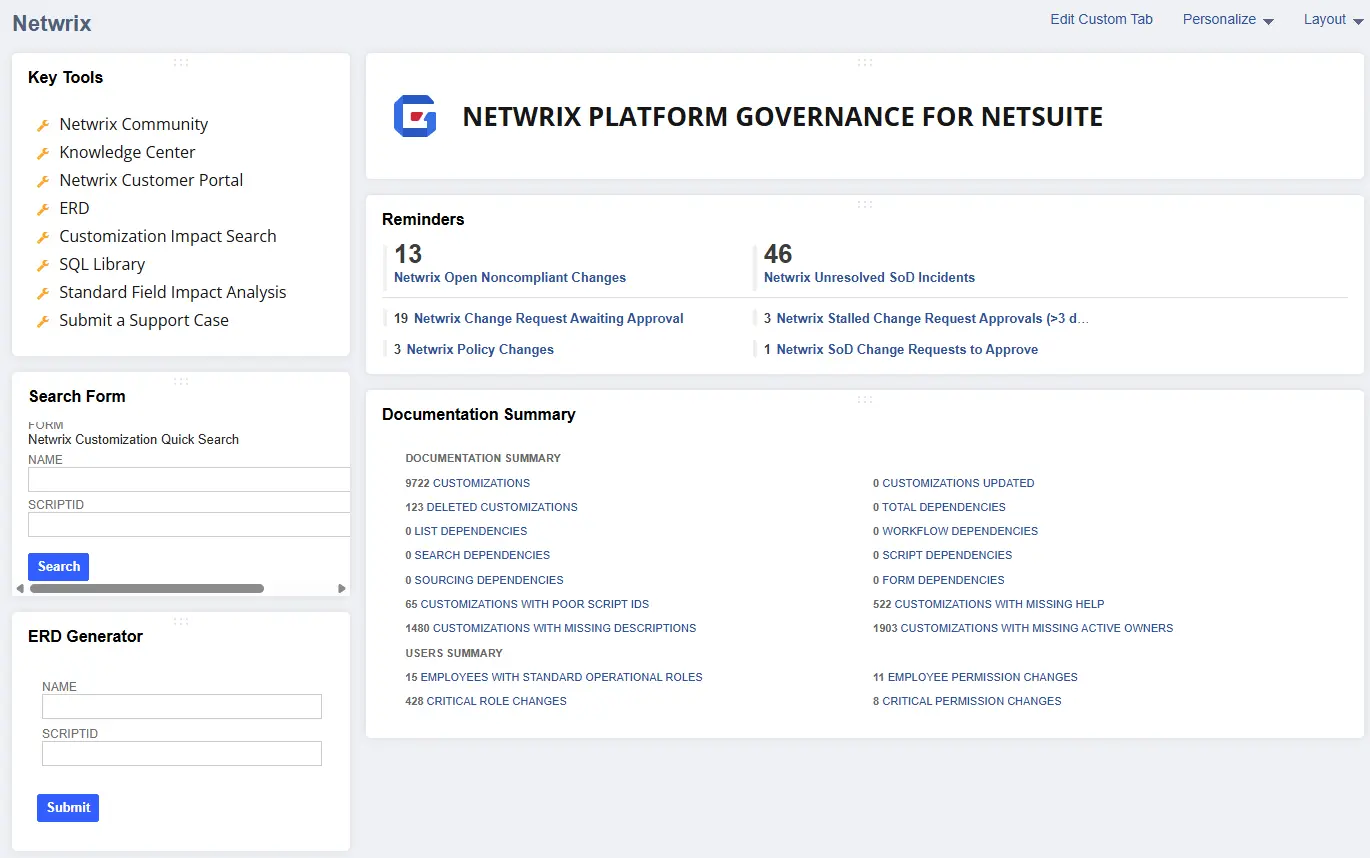 Netwrix
Edit Custom Tab Personalize Layout
Key Tools
Netwrix Community
Knowledge Center
Netwrix Customer Portal
ERD
Customization Impact Search
SQL Library
Standard Field Impact Analysis
Submit a Support Case
Search Form
FORM
Netwrix Customization Quick Search
NAME
SCRIPTID
Search
ERD Generator
NAME
SCRIPTID
Submit
NETWRIX PLATFORM GOVERNANCE FOR NETSUITE
Reminders
13
Netwrix Open Noncompliant Changes
46
Netwrix Unresolved SoD Incidents
19 Netwrix Change Request Awaiting Approval
3 Netwrix Stalled Change Request Approvals (>3 d...
3 Netwrix Policy Changes
1 Netwrix SoD Change Requests to Approve
Documentation Summary
DOCUMENTATION SUMMARY
9722 CUSTOMIZATIONS
0 CUSTOMIZATIONS UPDATED
123 DELETED CUSTOMIZATIONS
0 TOTAL DEPENDENCIES
0 LIST DEPENDENCIES
0 WORKFLOW DEPENDENCIES
0 SEARCH DEPENDENCIES
0 SCRIPT DEPENDENCIES
0 SOURCING DEPENDENCIES
0 FORM DEPENDENCIES
65 CUSTOMIZATIONS WITH POOR SCRIPT IDS
522 CUSTOMIZATIONS WITH MISSING HELP
1480 CUSTOMIZATIONS WITH MISSING DESCRIPTIONS
1903 CUSTOMIZATIONS WITH MISSING ACTIVE OWNERS
USERS SUMMARY
15 EMPLOYEES WITH STANDARD OPERATIONAL ROLES
11 EMPLOYEE PERMISSION CHANGES
428 CRITICAL ROLE CHANGES
8 CRITICAL PERMISSION CHANGES